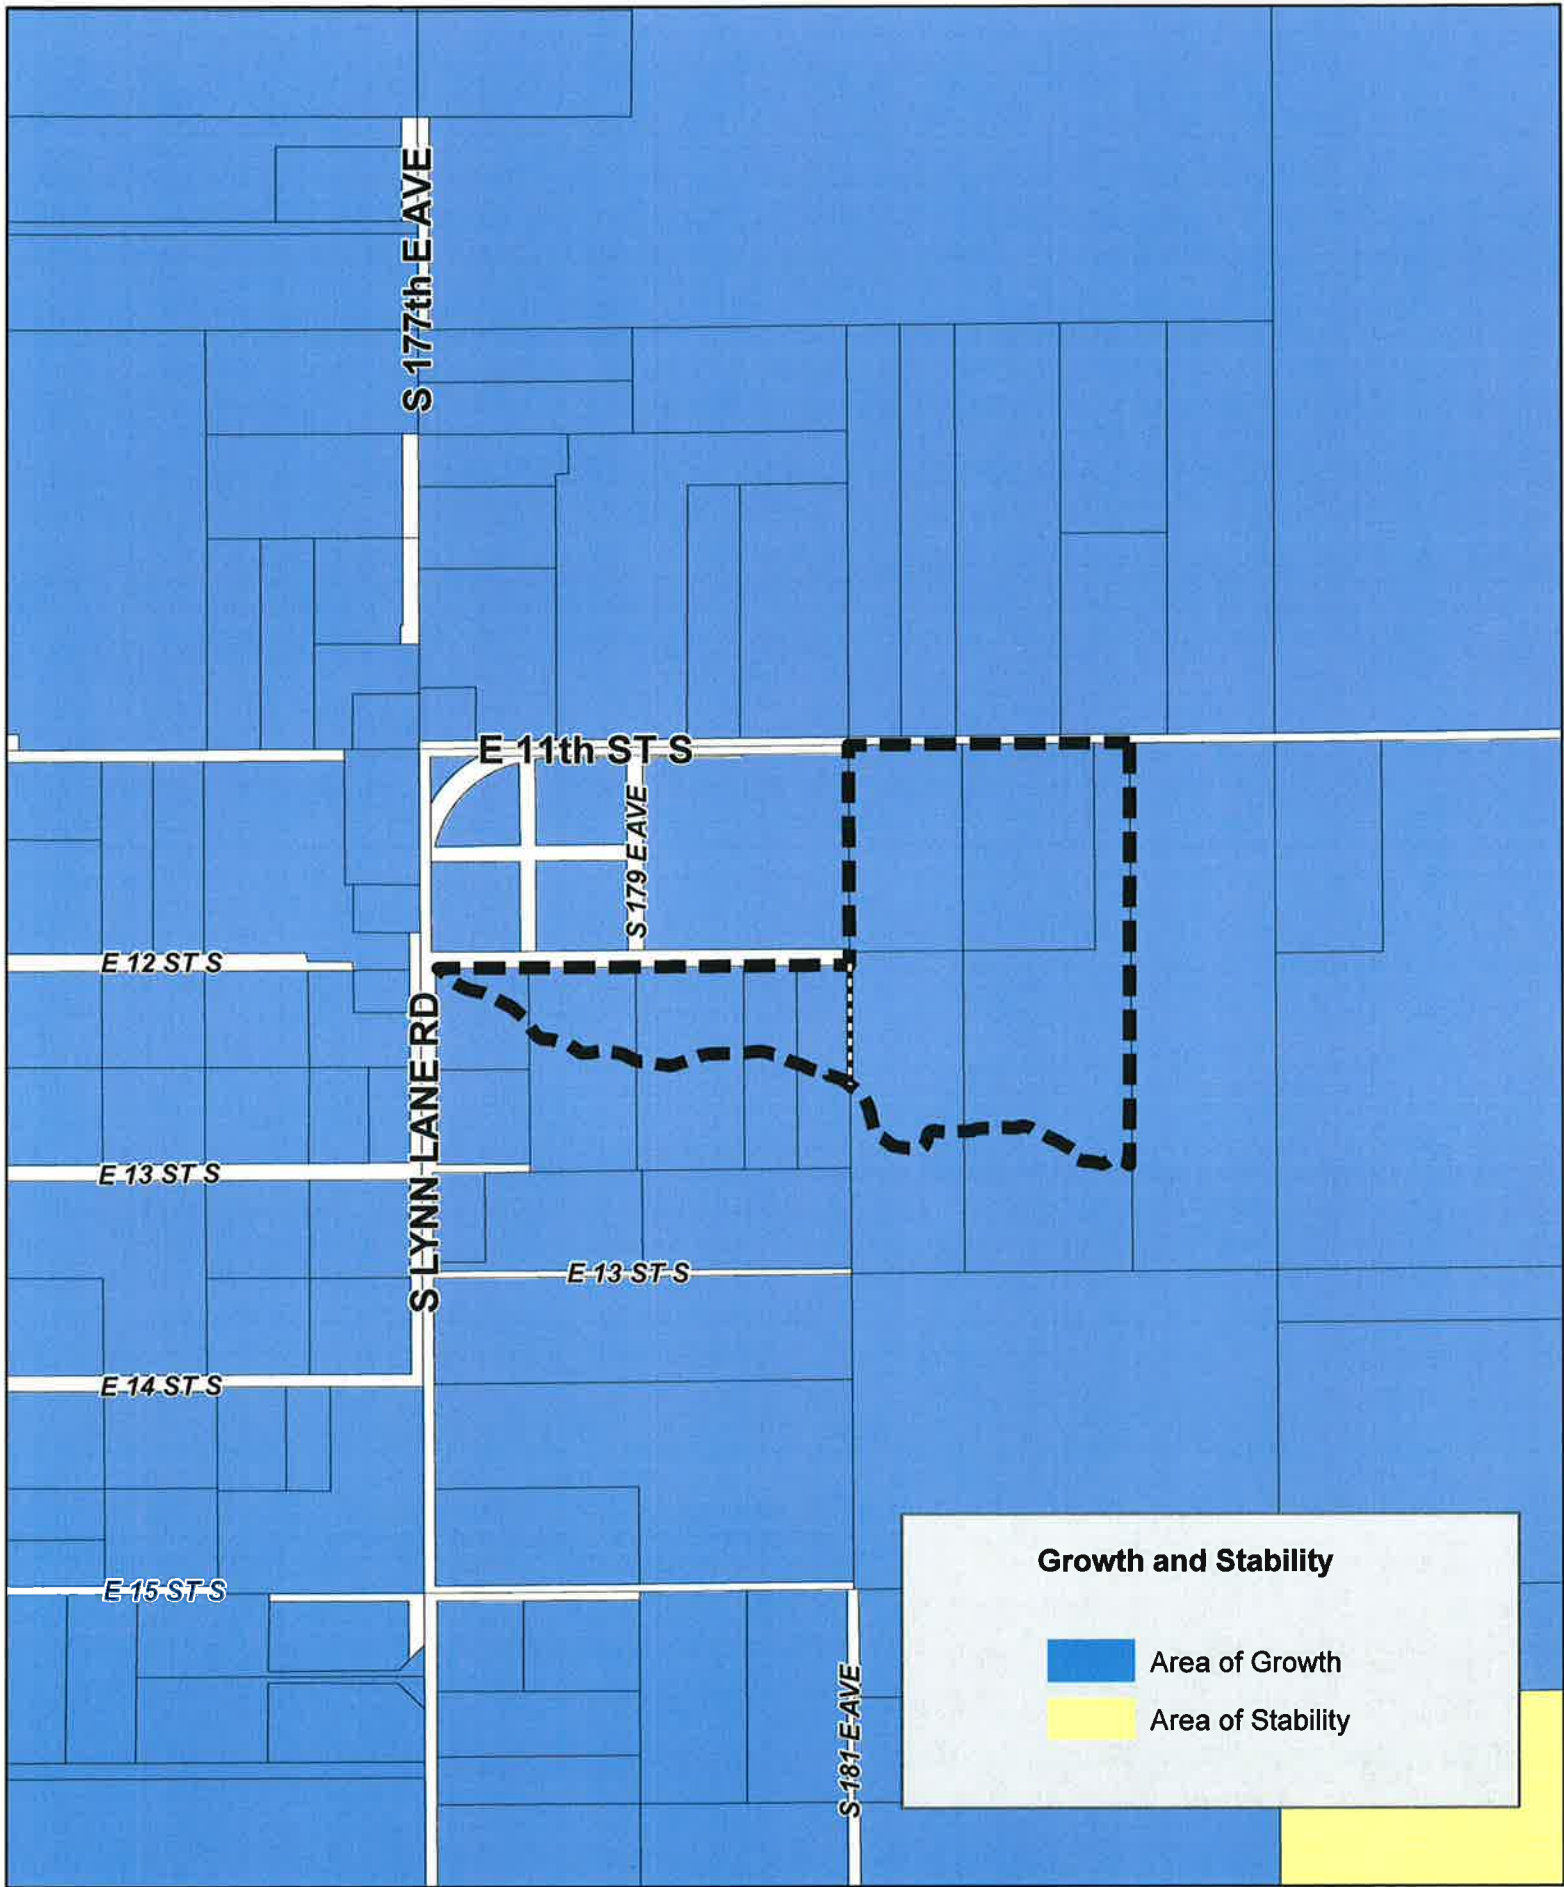 S 177th E AVE
E 11th ST S
S 179 E AVE
E 12 ST S
S LYNN LANE RD
E 13 ST S
E 13 ST S
E 14 ST S
E 15 ST S
S 181 E AVE
Growth and Stability
Area of Growth
Area of Stability